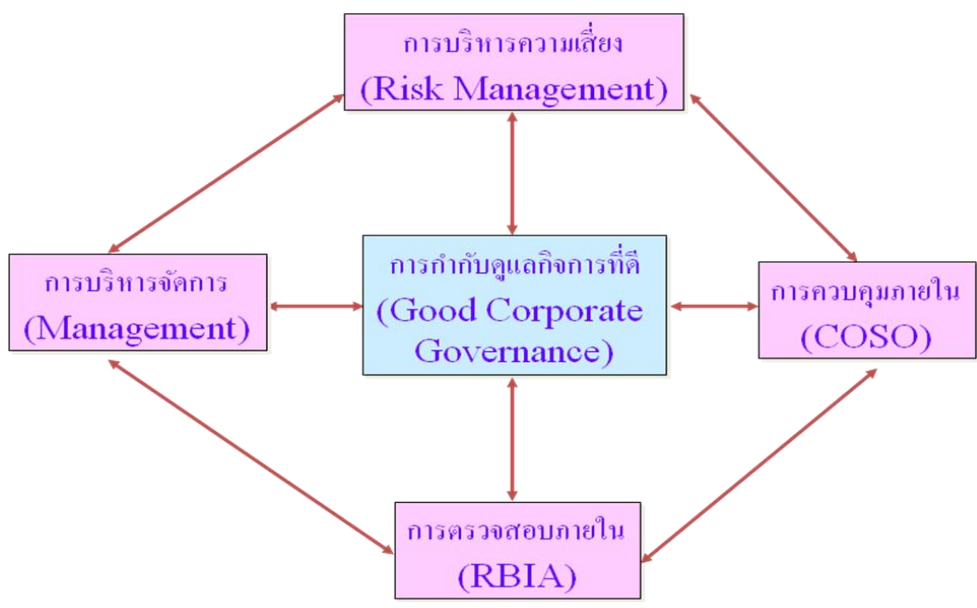 การบริหารความเสี่ยง
(Risk Management)
การบริหารจัดการ
(Management)
การกำกับดูแลกิจการที่ดี
(Good Corporate
Governance)
การควบคุมภายใน
(COSO)
การตรวจสอบภายใน
(RBIA)